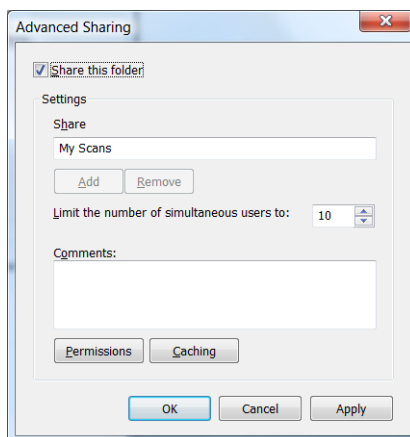 Advanced Sharing
Share this folder
Settings
Share
My Scans
Add Remove
Limit the number of simultaneous users to: 10
Comments:
Permissions Caching
OK Cancel Apply